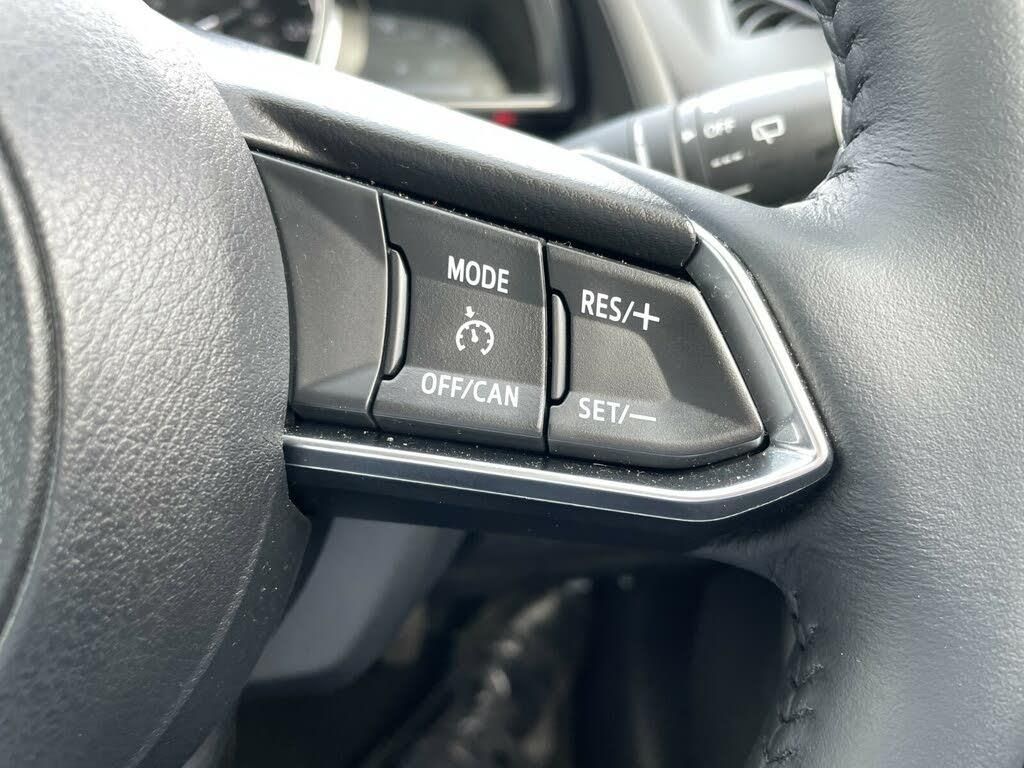 OFF
MODE
RES/+
OFF/CAN
SET/—